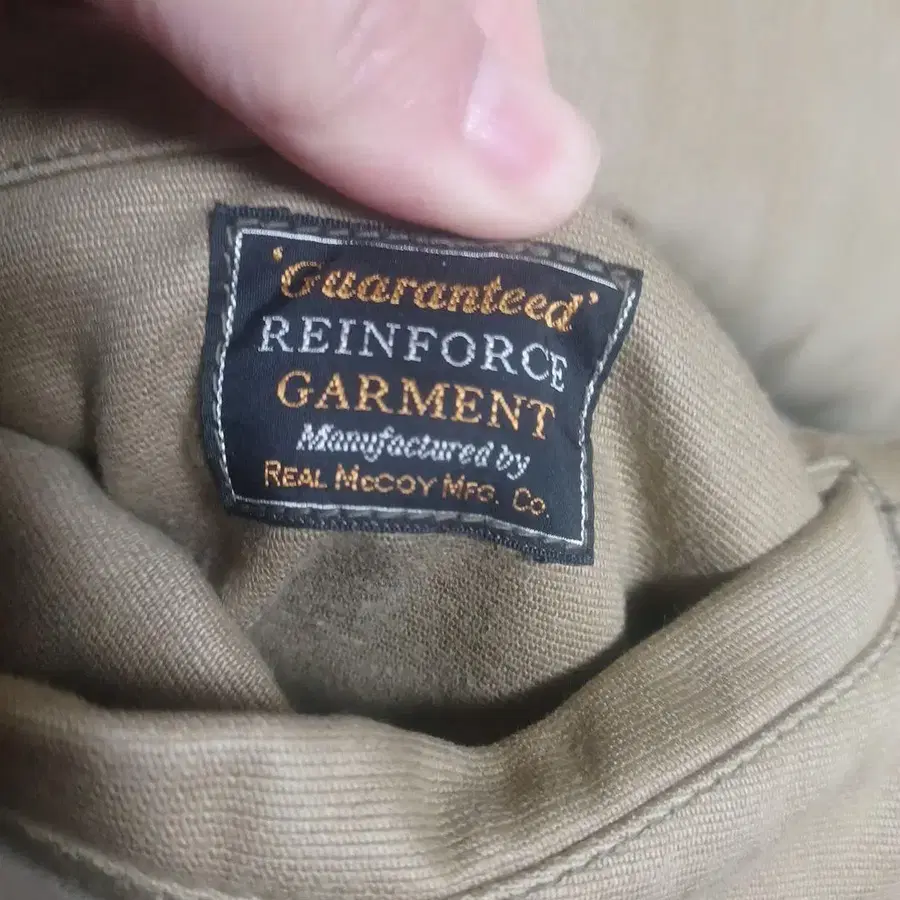 'Guaranteed'
REINFORCE
GARMENT
Manufactured by
REAL MCCOY MFG. CO.